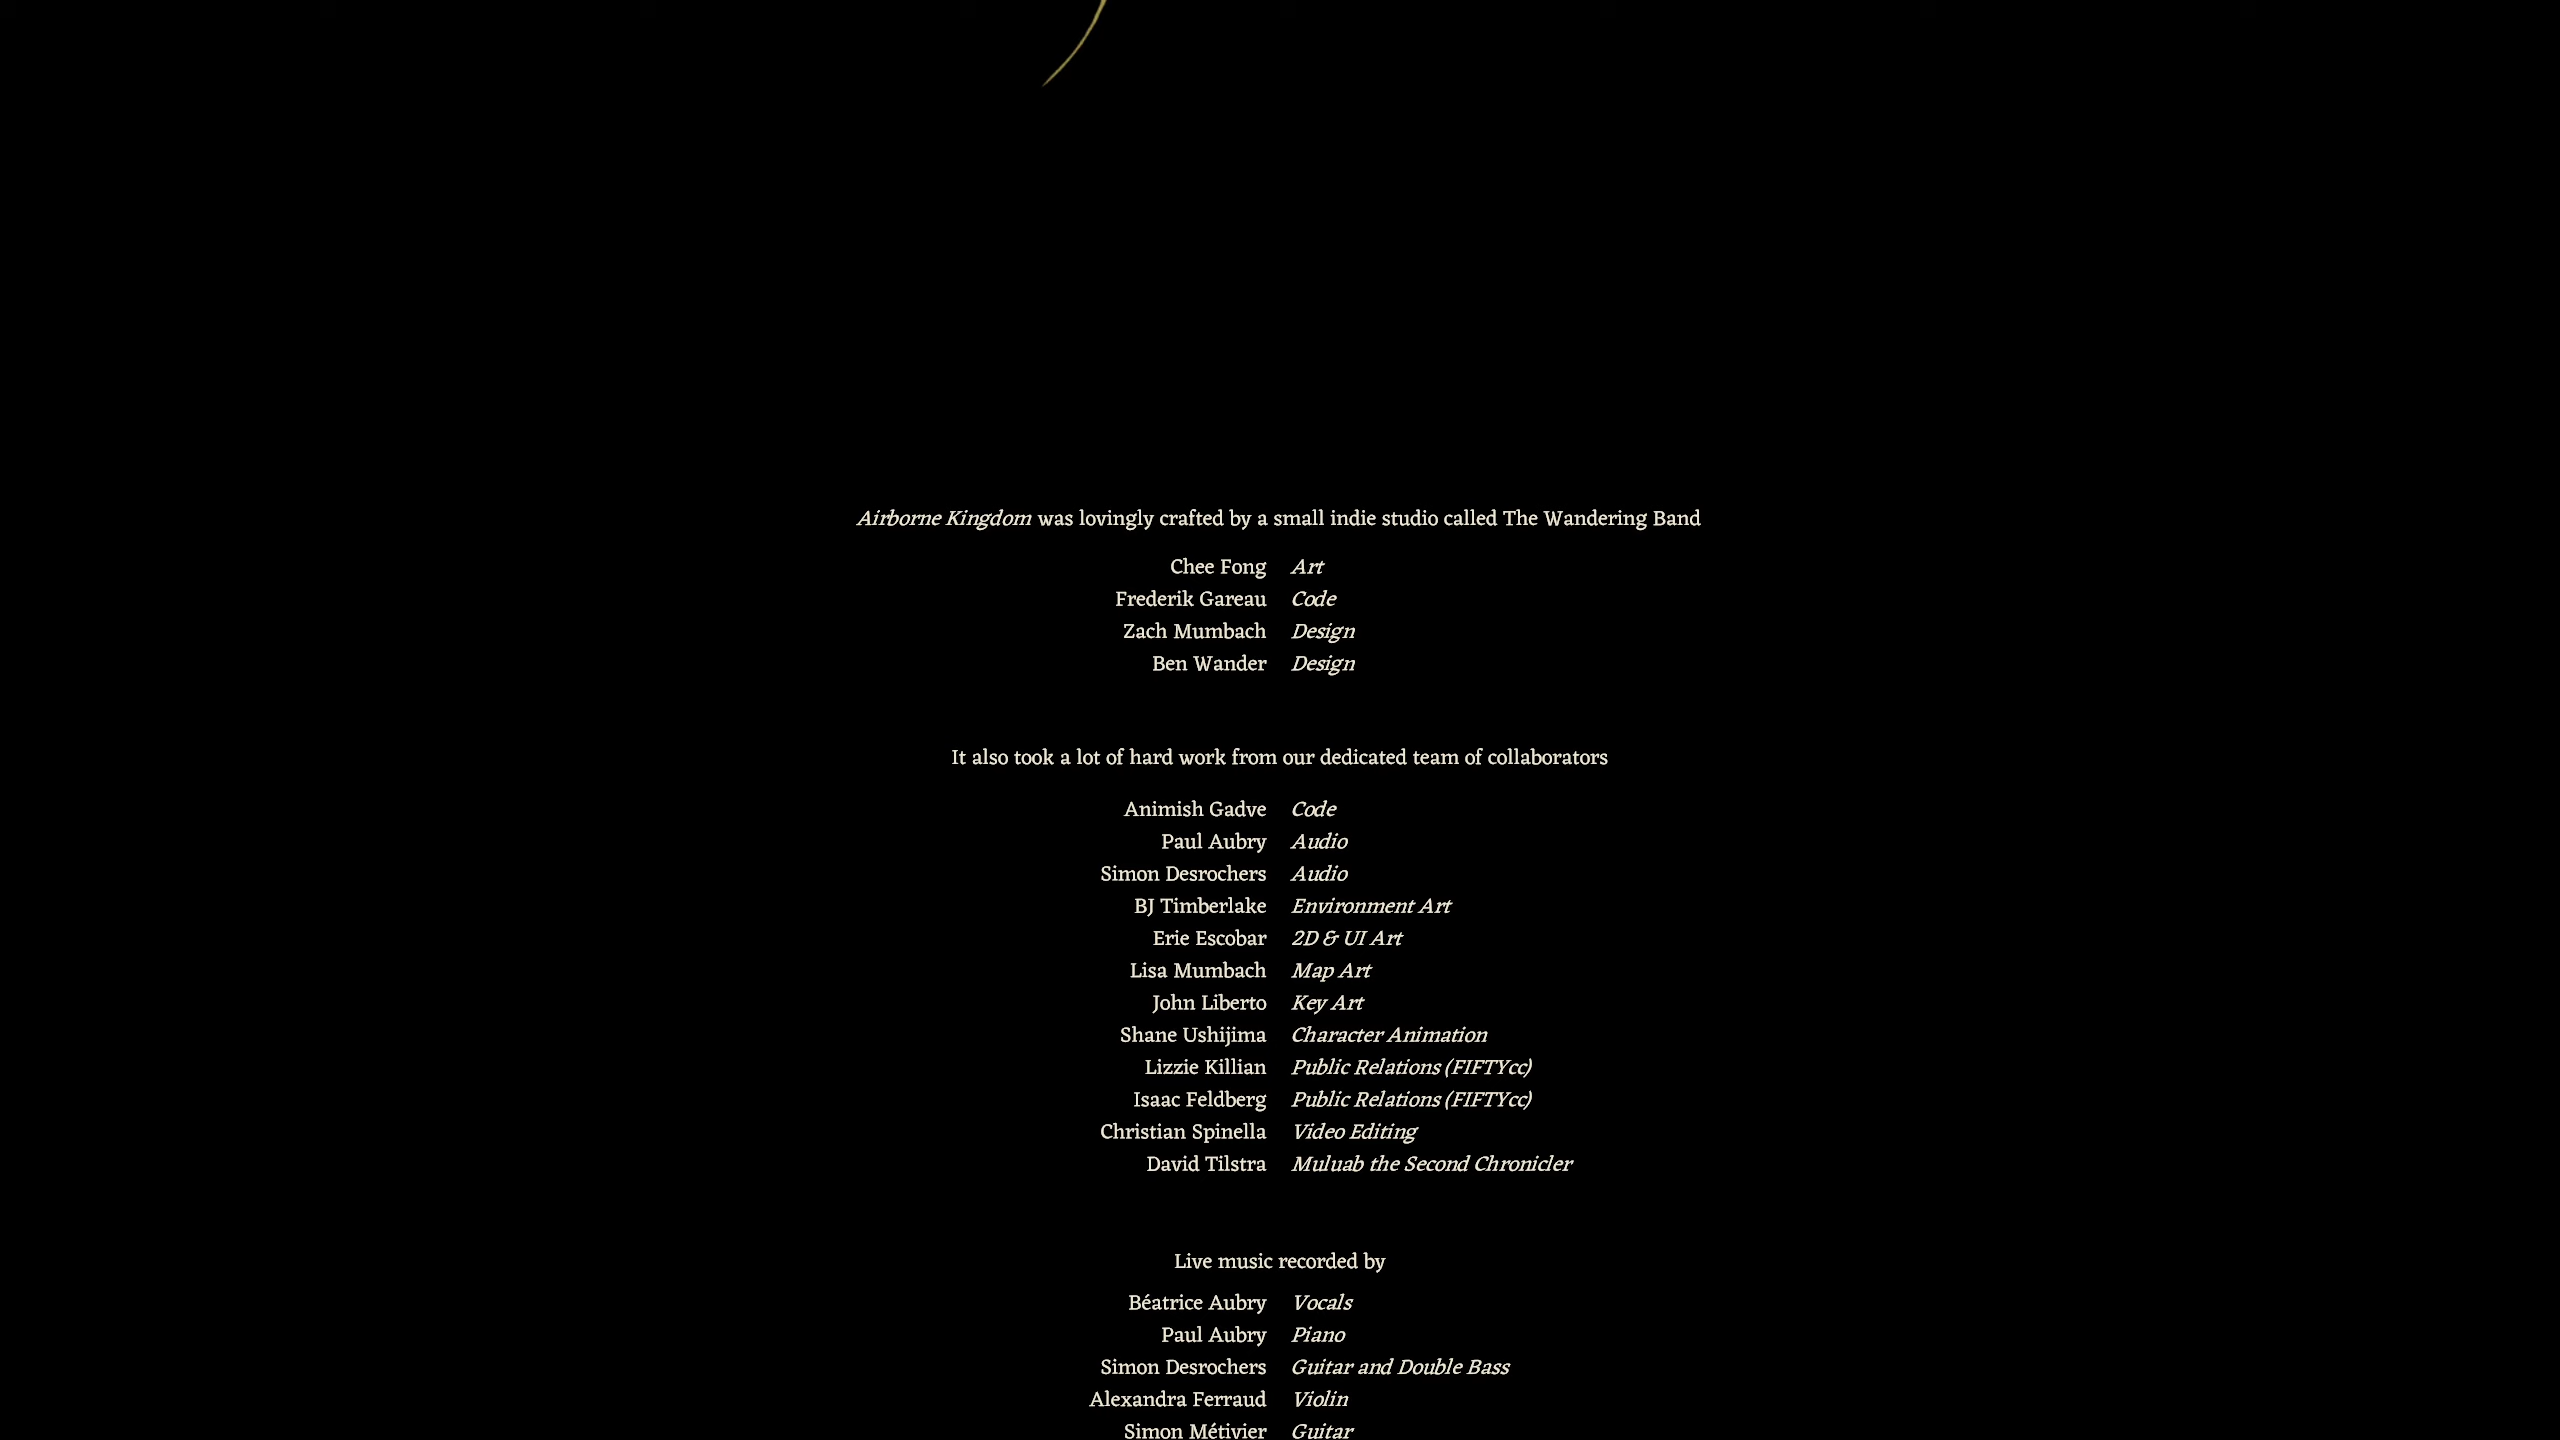 Airborne Kingdom was lovingly crafted by a small indie studio called The Wandering Band
Chee Fong Art
Frederik Gareau Code
Zach Mumbach Design
Ben Wander Design
It also took a lot of hard work from our dedicated team of collaborators
Animish Gadve Code
Paul Aubry Audio
Simon Desrochers Audio
BJ Timberlake Environment Art
Erie Escobar 2D & UI Art
Lisa Mumbach Map Art
John Liberto Key Art
Shane Ushijima Character Animation
Lizzie Killian Public Relations (FIFTYcc)
Isaac Feldberg Public Relations (FIFTYcc)
Christian Spinella Video Editing
David Tilstra Muluab the Second Chronicler
Live music recorded by
Béatrice Aubry Vocals
Paul Aubry Piano
Simon Desrochers Guitar and Double Bass
Alexandra Ferraud Violin
Simon Métivier Guitar